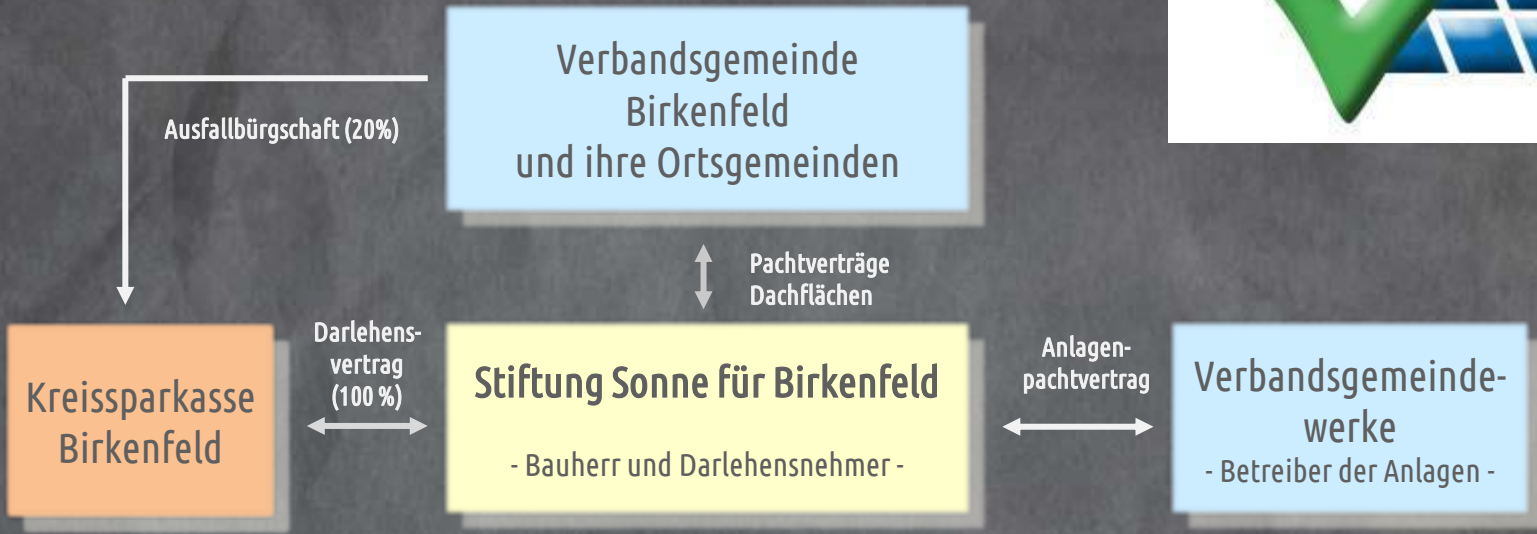 Verbandsgemeinde
Birkenfeld
und ihre Ortsgemeinden
Ausfallbürgschaft (20%)
Pachtverträge
Dachflächen
Kreissparkasse
Birkenfeld
Darlehens-
vertrag
(100 %)
Stiftung Sonne für Birkenfeld
- Bauherr und Darlehensnehmer -
Anlagen-
pachtvertrag
Verbandsgemeinde-
werke
- Betreiber der Anlagen -